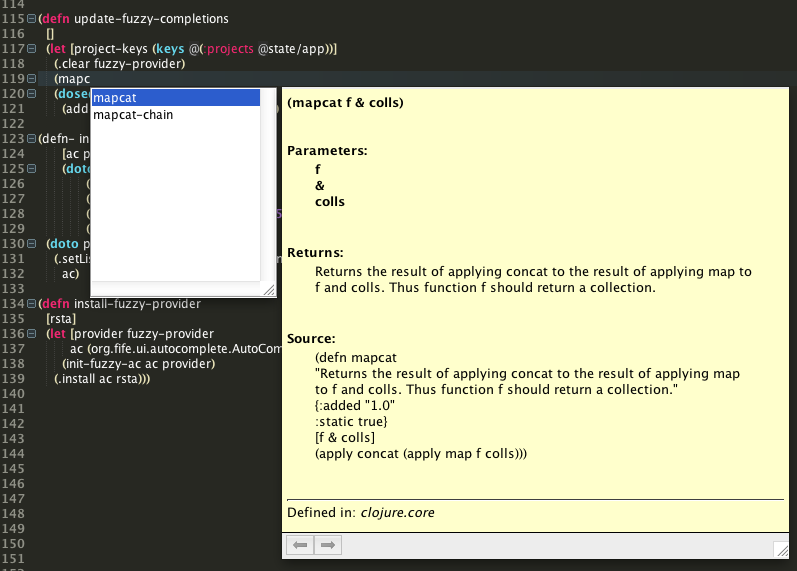 114
115 (defn update-fuzzy-completions
116 []
117 (let [project-keys (keys @(:projects @state/app))]
118 (.clear fuzzy-provider)
119 (mapc
120 (dose
121 (add )
122
123 (defn- in
124 [ac p
125 (dot
126 (
127 (
128 ( 5
129 (
130 (doto p
131 (.setLis n
132 ac)
133
134 (defn install-fuzzy-provider
135 [rsta]
136 (let [provider fuzzy-provider
137 ac (org.fife.ui.autocomplete.AutoCom
138 (init-fuzzy-ac ac provider)
139 (.install ac rsta)))
140
141
142
143
144
145
146
147
148
149
150
151
mapcat
mapcat-chain
(mapcat f & colls)
Parameters:
f
&
colls
Returns:
Returns the result of applying concat to the result of applying map to
f and colls. Thus function f should return a collection.
Source:
(defn mapcat
"Returns the result of applying concat to the result of applying map
to f and colls. Thus function f should return a collection."
{:added "1.0"
:static true}
[f & colls]
(apply concat (apply map f colls)))
Defined in: clojure.core